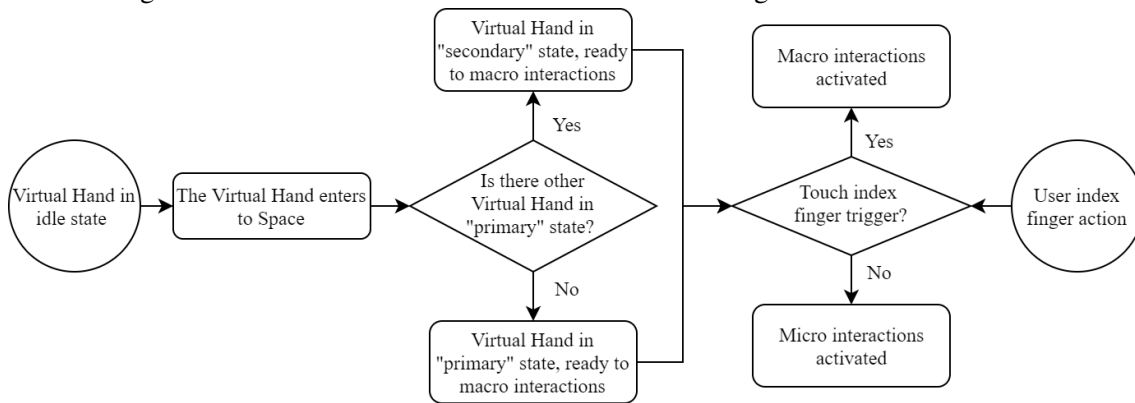 Virtual Hand in
"secondary" state, ready
to macro interactions
Macro interactions
activated
Yes
Yes
Virtual Hand in
idle state
The Virtual Hand enters
to Space
Is there other
Virtual Hand in
"primary" state?
Touch index
finger trigger?
User index
finger action
No
No
Virtual Hand in
"primary" state, ready to
macro interactions
Micro interactions
activated